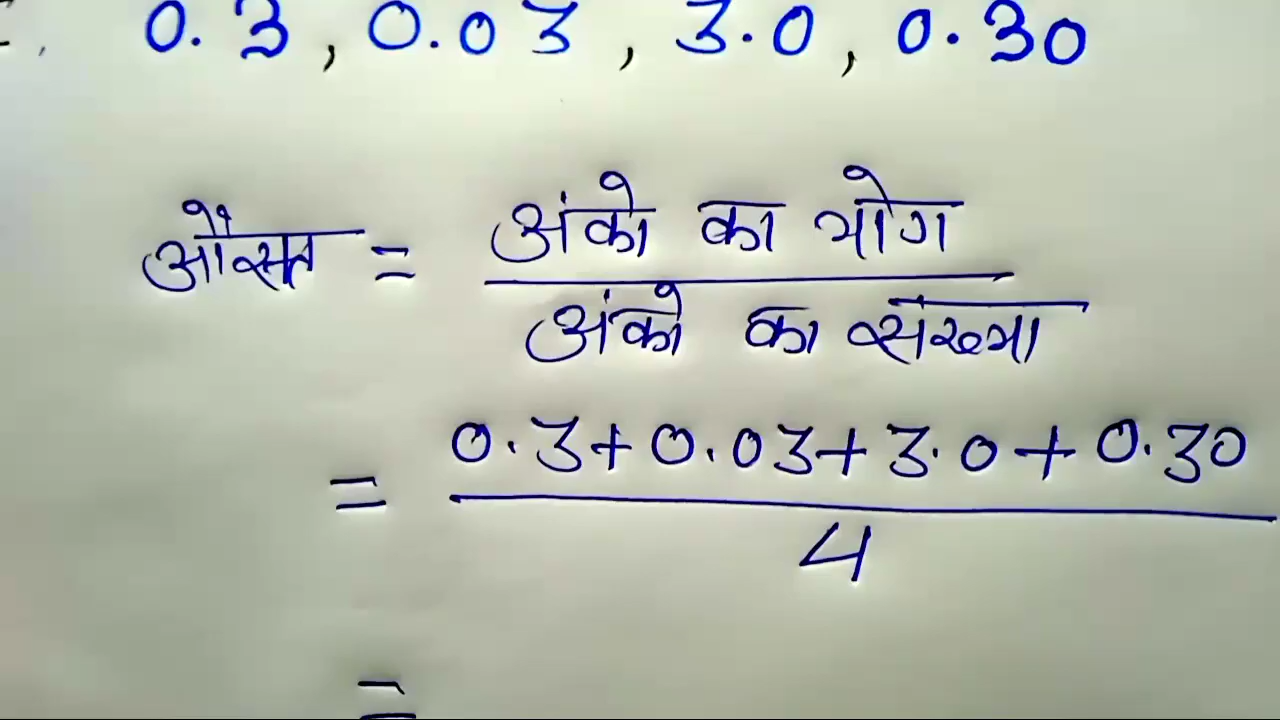 0.3, 0.03, 3.0, 0.30
औसत = अंको का योग
अंको का संख्या
= 0.3+0.03+3.0+0.30
4
=